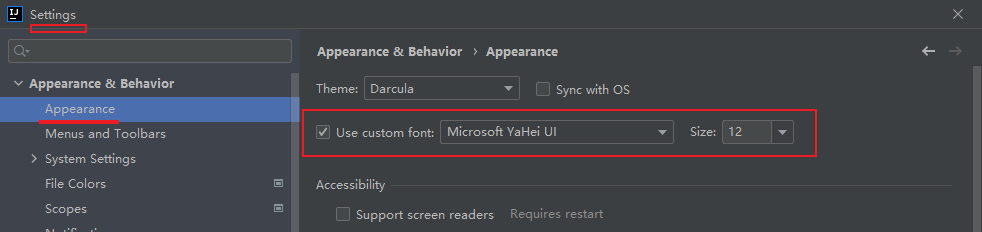 IJ Settings
Appearance & Behavior › Appearance
Appearance & Behavior
Appearance
Menus and Toolbars
System Settings
File Colors
Scopes
Theme: Darcula Sync with OS
Use custom font: Microsoft YaHei UI Size: 12
Accessibility
Support screen readers Requires restart